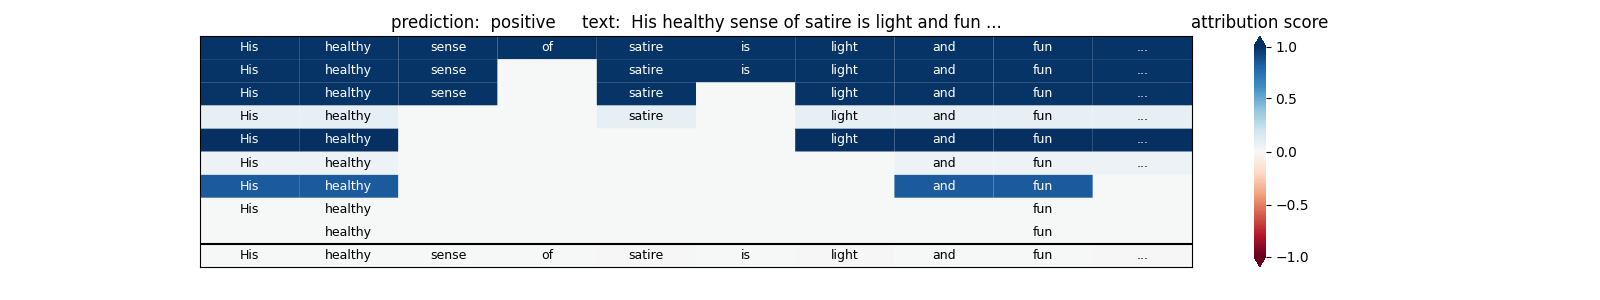 prediction: positive text: His healthy sense of satire is light and fun ... attribution score
His healthy sense of satire is light and fun ... 1.0
His healthy sense satire is light and fun ...
His healthy sense satire light and fun ... 0.5
His healthy satire light and fun ...
His healthy light and fun ... 0.0
His healthy and fun ...
His healthy and fun
His healthy fun −0.5
healthy fun
His healthy sense of satire is light and fun ... −1.0